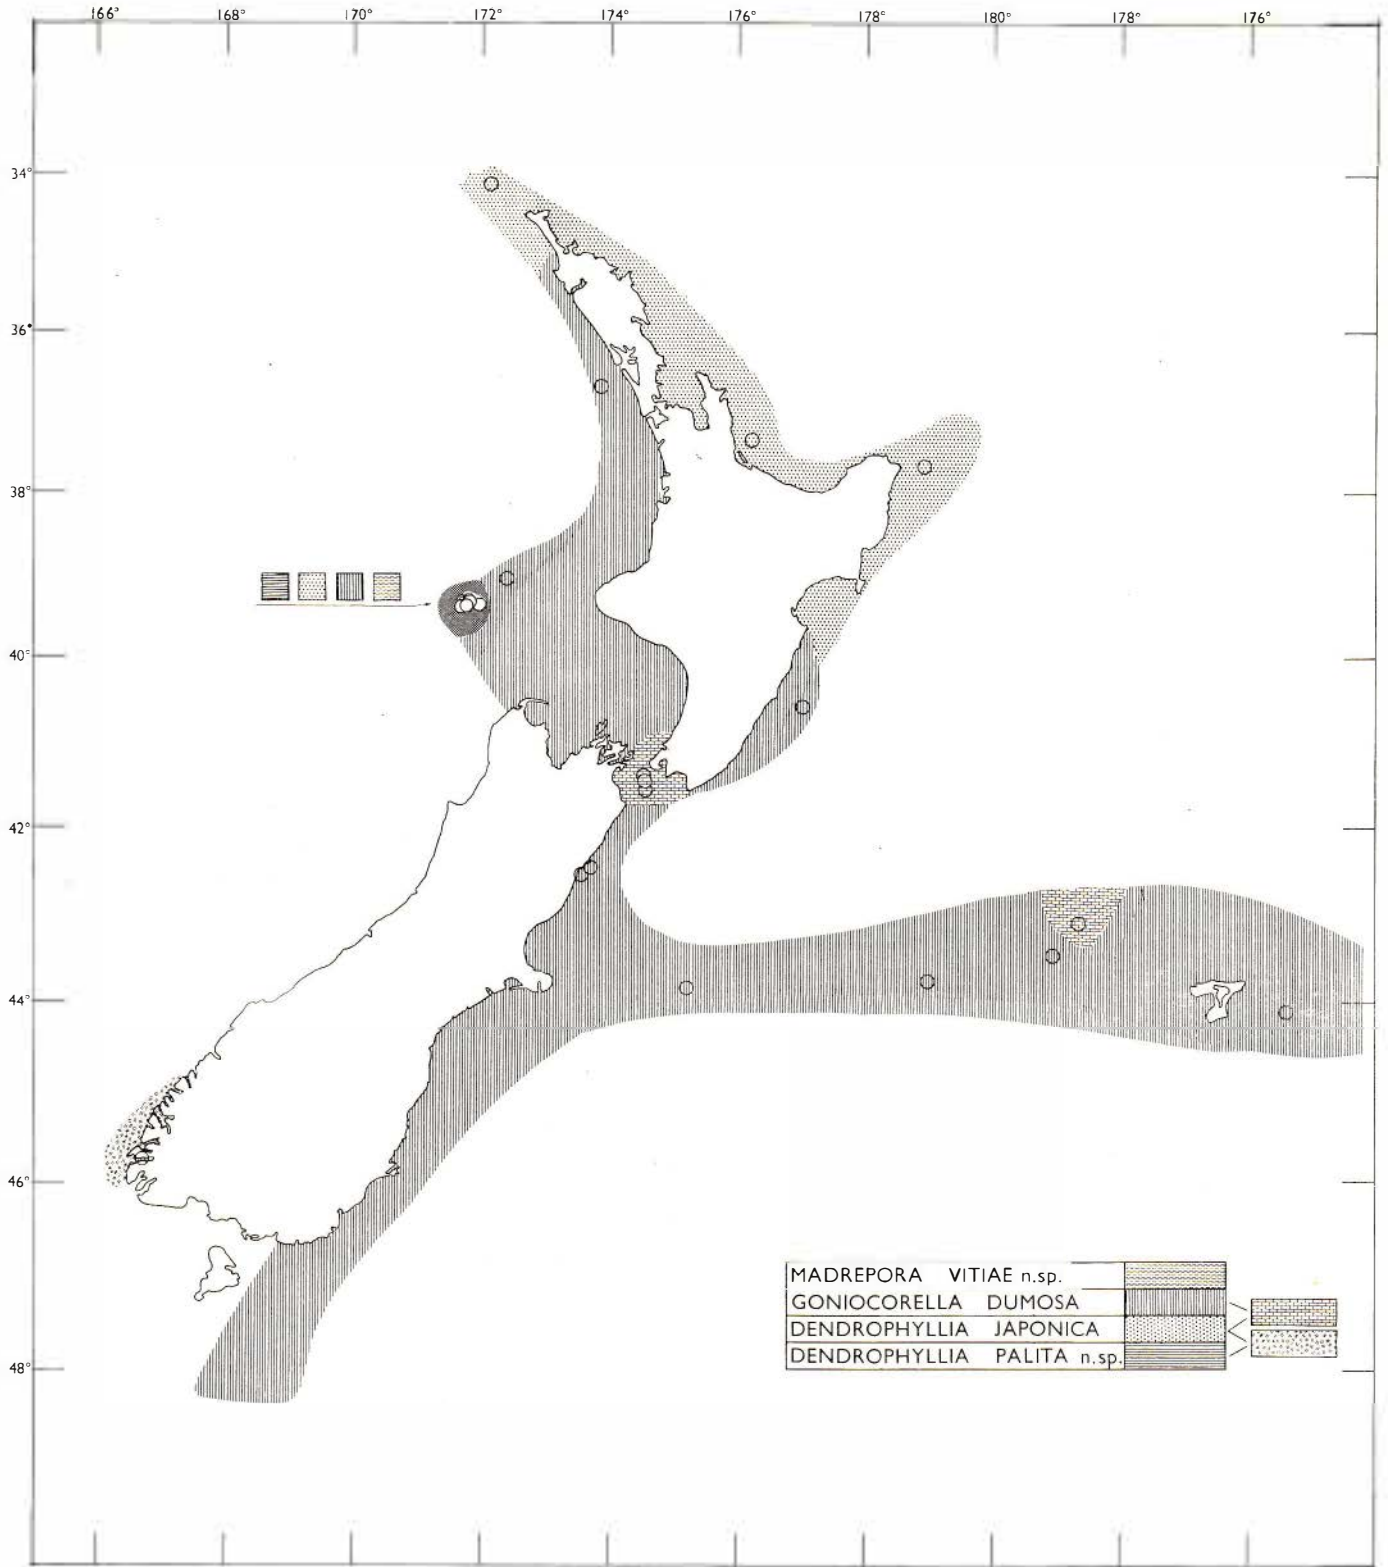 166° 168° 170° 172° 174° 176° 178° 180° 178° 176°
34°
36°
38°
40°
42°
44°
46°
48°
MADREPORA VITIAE n.sp.
GONIOCORELLA DUMOSA
DENDROPHYLLIA JAPONICA
DENDROPHYLLIA PALITA n.sp.